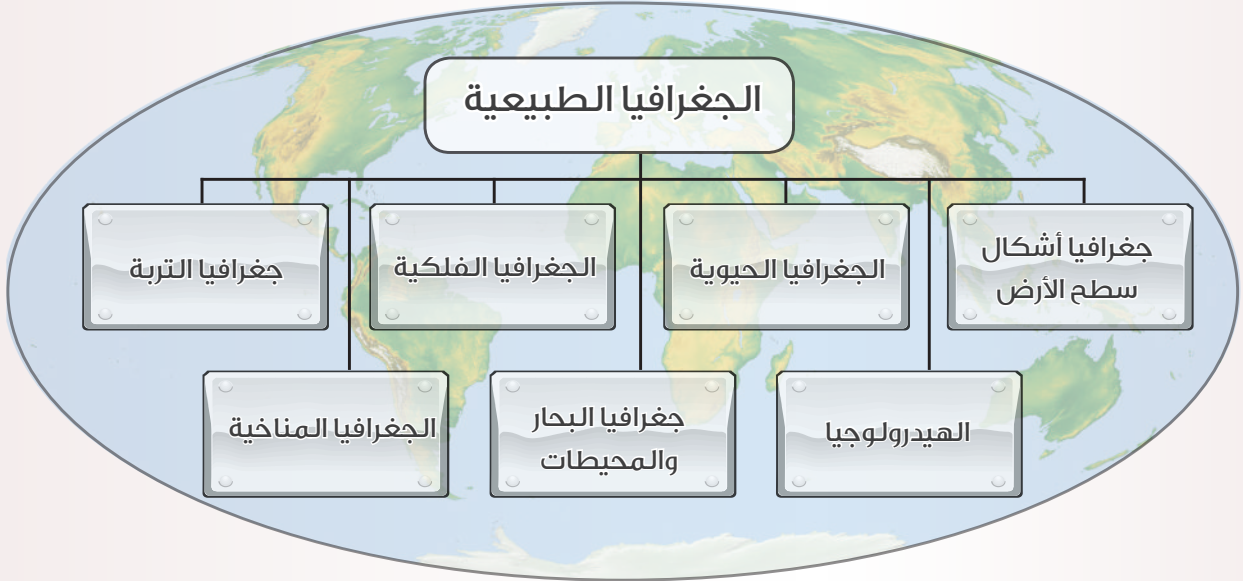 الجغرافيا الطبيعية
جغرافيا أشكال
سطح الأرض
الجغرافيا الحيوية
الجغرافيا الفلكية
جغرافيا التربة
الهيدرولوجيا
جغرافيا البحار
والمحيطات
الجغرافيا المناخية